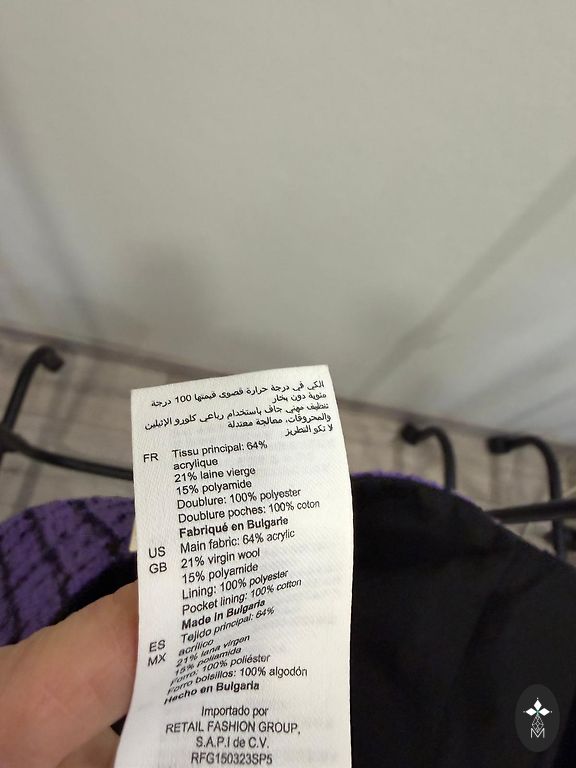 الكي في درجة حرارة قصوى قيمتها 100 درجة
مئوية دون بخار
تنظيف مهني جاف باستخدام رباعي كلورو الإثيلين
والمحروقات، معالجة معتدلة
لا تكو التطريز
FR Tissu principal: 64%
acrylique
21% laine vierge
15% polyamide
Doublure: 100% polyester
Doublure poches: 100% coton
Fabriqué en Bulgarie
US Main fabric: 64% acrylic
GB 21% virgin wool
15% polyamide
Lining: 100% polyester
Pocket lining: 100% cotton
Made in Bulgaria
ES Tejido principal: 64%
MX acrílico
21% lana virgen
15% poliamida
Forro: 100% poliéster
Forro bolsillos: 100% algodón
Hecho en Bulgaria
Importado por
RETAIL FASHION GROUP,
S.A.P.I de C.V.
RFG150323SP5
M